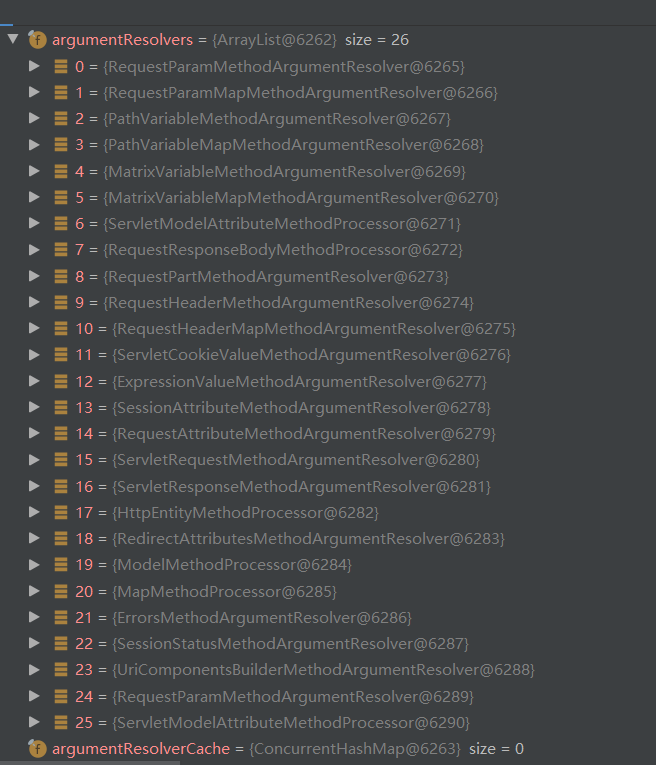 argumentResolvers = {ArrayList@6262} size = 26
0 = {RequestParamMethodArgumentResolver@6265}
1 = {RequestParamMapMethodArgumentResolver@6266}
2 = {PathVariableMethodArgumentResolver@6267}
3 = {PathVariableMapMethodArgumentResolver@6268}
4 = {MatrixVariableMethodArgumentResolver@6269}
5 = {MatrixVariableMapMethodArgumentResolver@6270}
6 = {ServletModelAttributeMethodProcessor@6271}
7 = {RequestResponseBodyMethodProcessor@6272}
8 = {RequestPartMethodArgumentResolver@6273}
9 = {RequestHeaderMethodArgumentResolver@6274}
10 = {RequestHeaderMapMethodArgumentResolver@6275}
11 = {ServletCookieValueMethodArgumentResolver@6276}
12 = {ExpressionValueMethodArgumentResolver@6277}
13 = {SessionAttributeMethodArgumentResolver@6278}
14 = {RequestAttributeMethodArgumentResolver@6279}
15 = {ServletRequestMethodArgumentResolver@6280}
16 = {ServletResponseMethodArgumentResolver@6281}
17 = {HttpEntityMethodProcessor@6282}
18 = {RedirectAttributesMethodArgumentResolver@6283}
19 = {ModelMethodProcessor@6284}
20 = {MapMethodProcessor@6285}
21 = {ErrorsMethodArgumentResolver@6286}
22 = {SessionStatusMethodArgumentResolver@6287}
23 = {UriComponentsBuilderMethodArgumentResolver@6288}
24 = {RequestParamMethodArgumentResolver@6289}
25 = {ServletModelAttributeMethodProcessor@6290}
argumentResolverCache = {ConcurrentHashMap@6263} size = 0